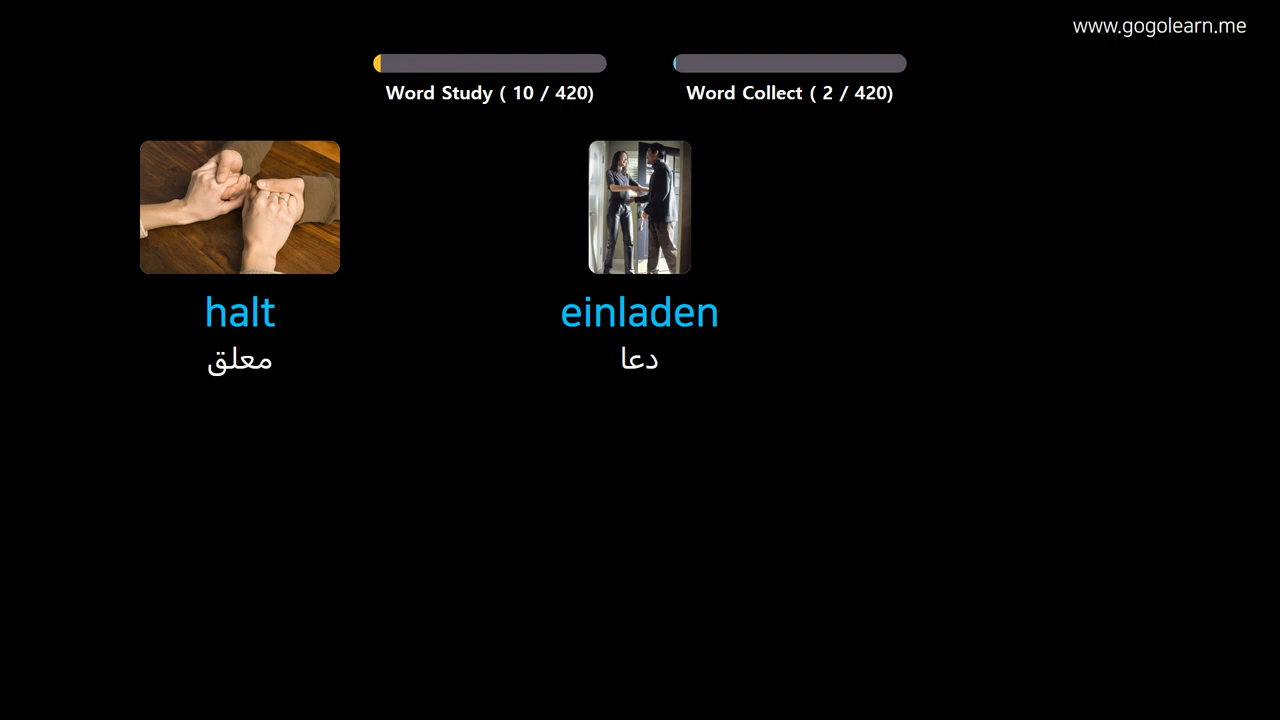 www.gogolearn.me
Word Study ( 10 / 420)
Word Collect ( 2 / 420)
halt
معلق
einladen
دعا